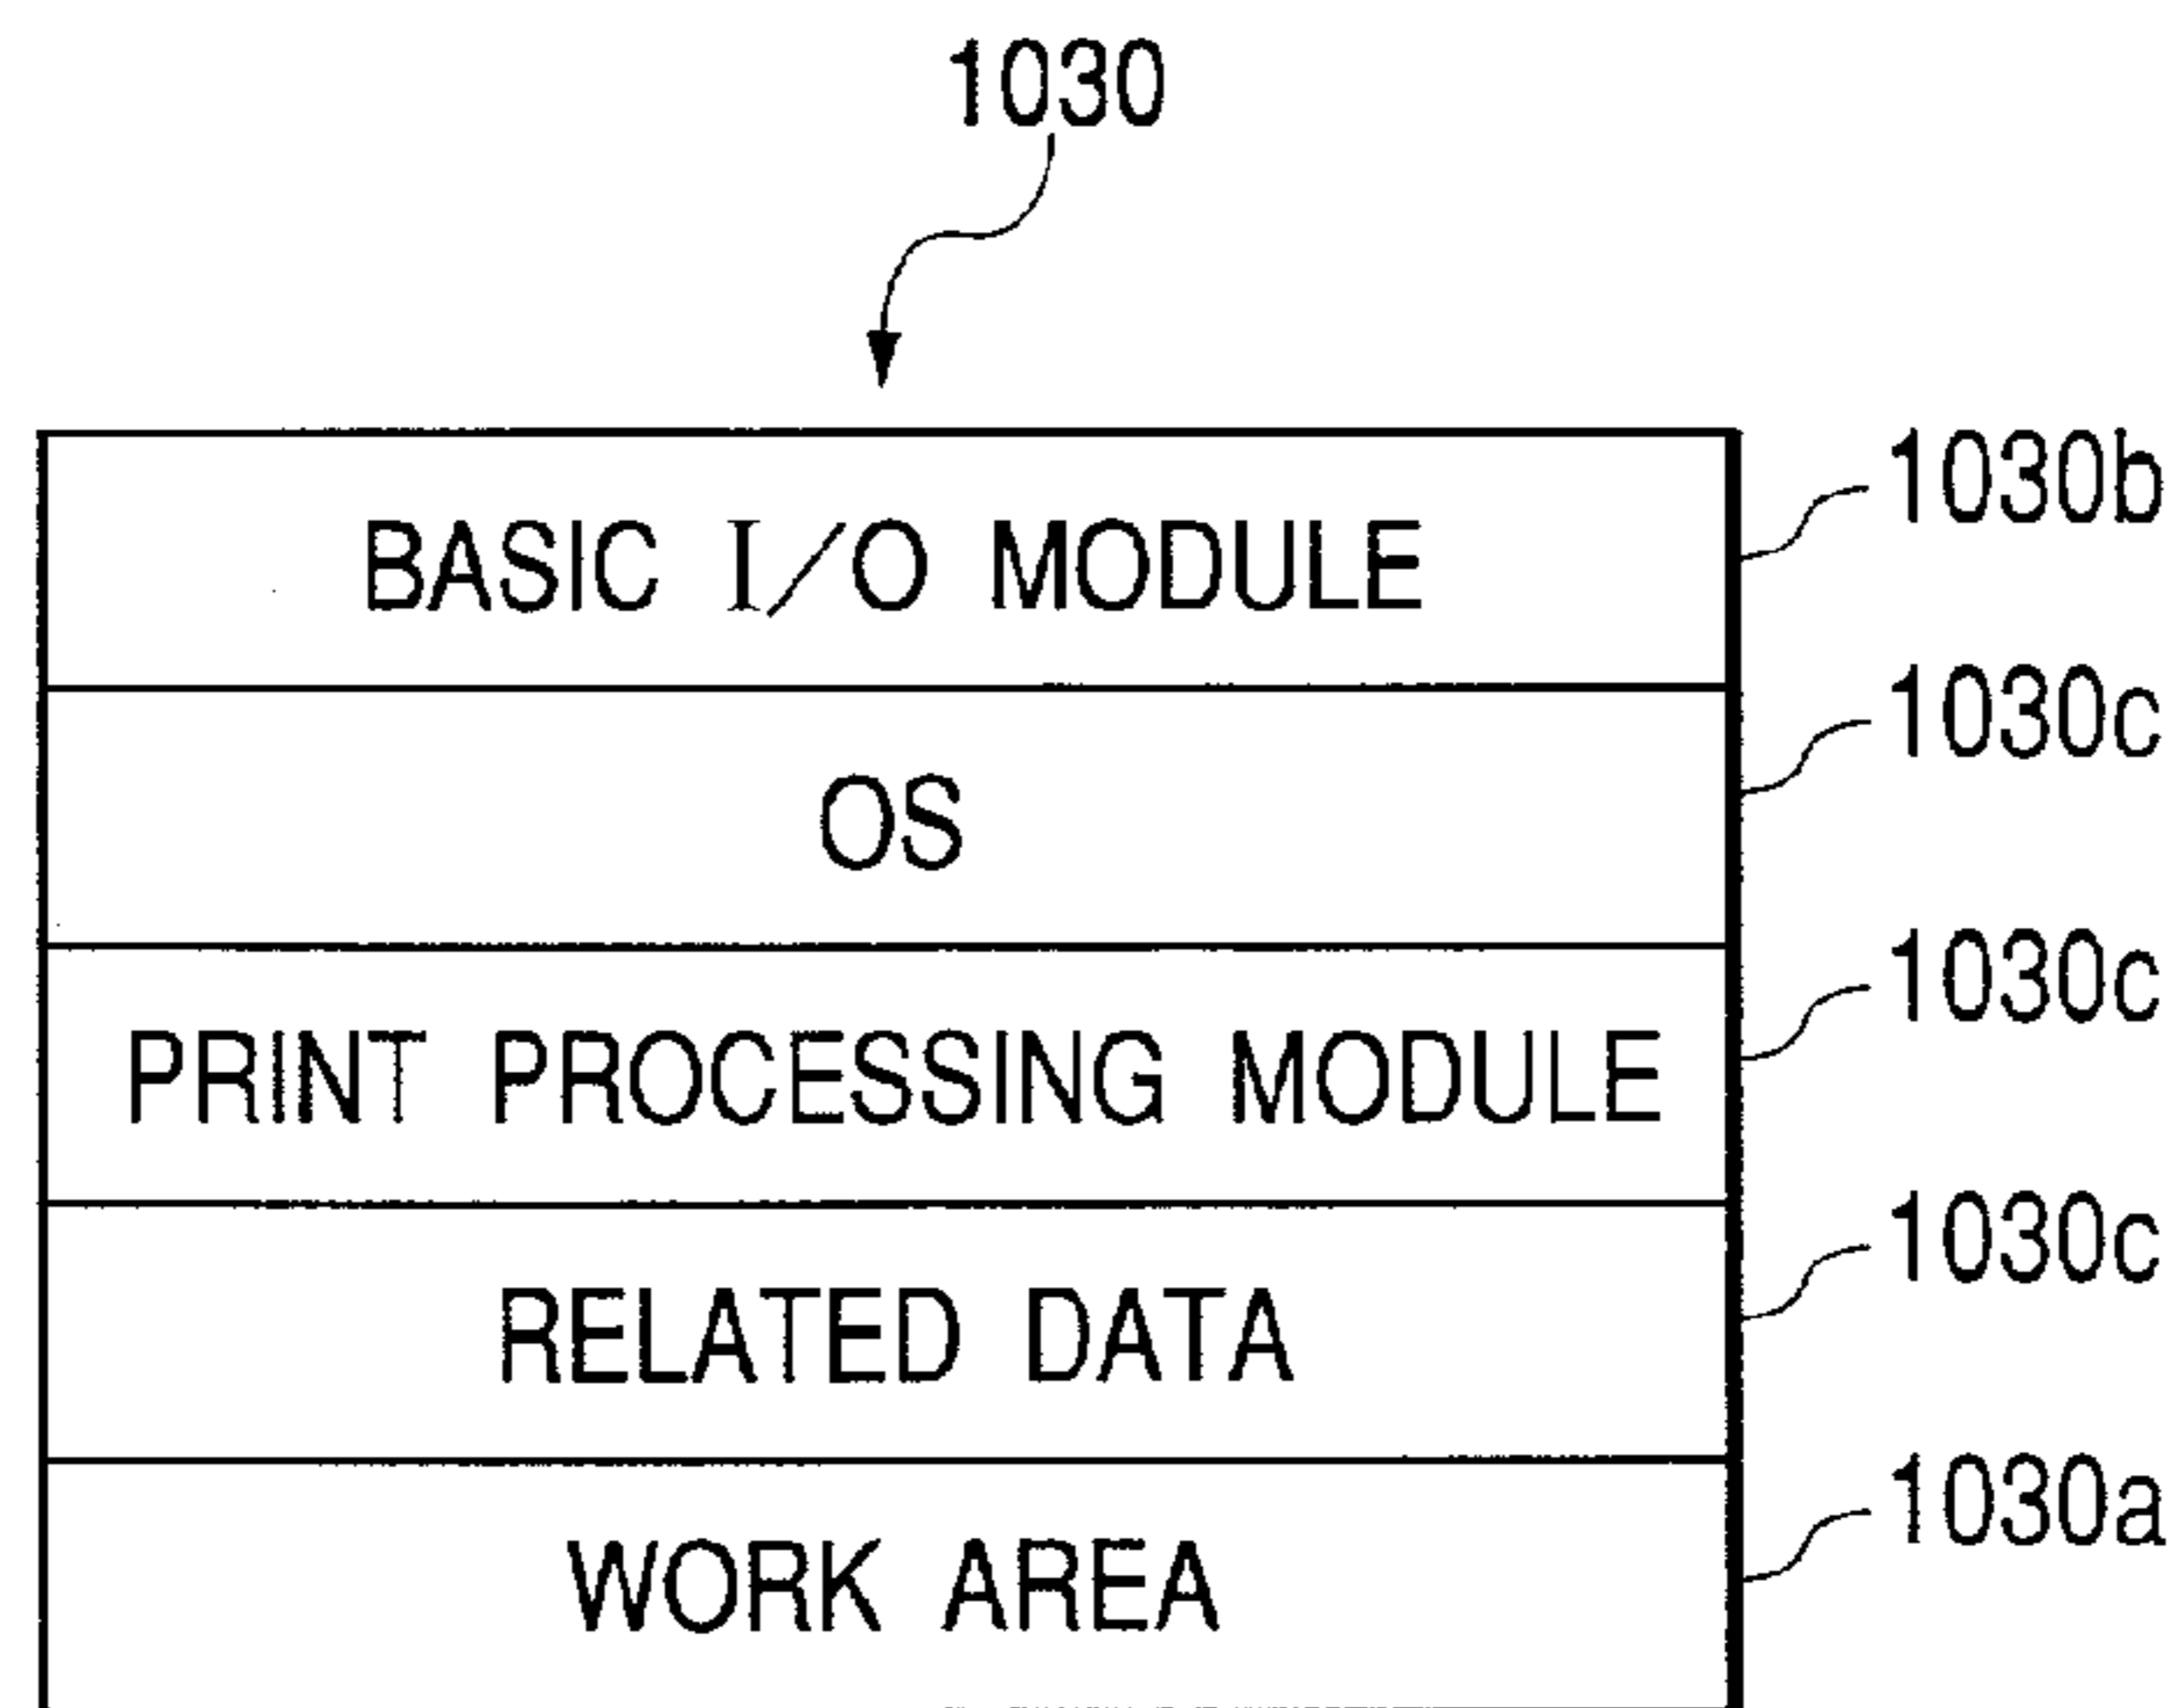 1030
BASIC I/O MODULE 1030b
OS 1030c
PRINT PROCESSING MODULE 1030c
RELATED DATA 1030c
WORK AREA 1030a